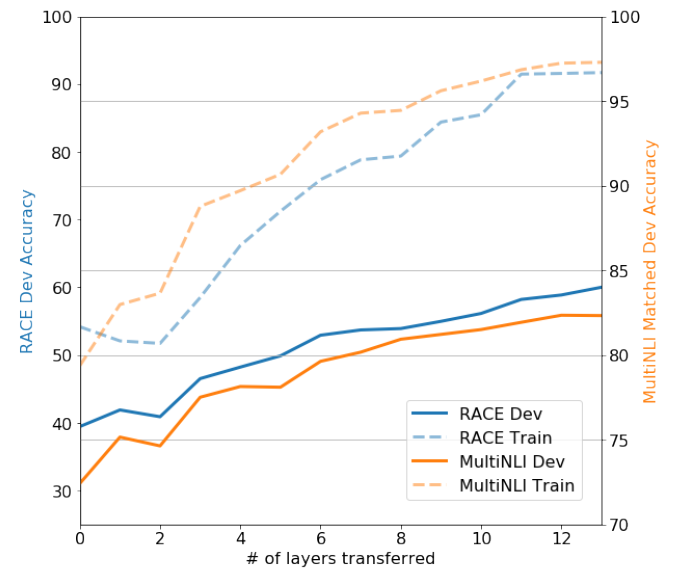 100
90
80
70
60
50
40
30
RACE Dev Accuracy
100
95
90
85
80
75
70
MultiNLI Matched Dev Accuracy
RACE Dev
RACE Train
MultiNLI Dev
MultiNLI Train
0 2 4 6 8 10 12
# of layers transferred